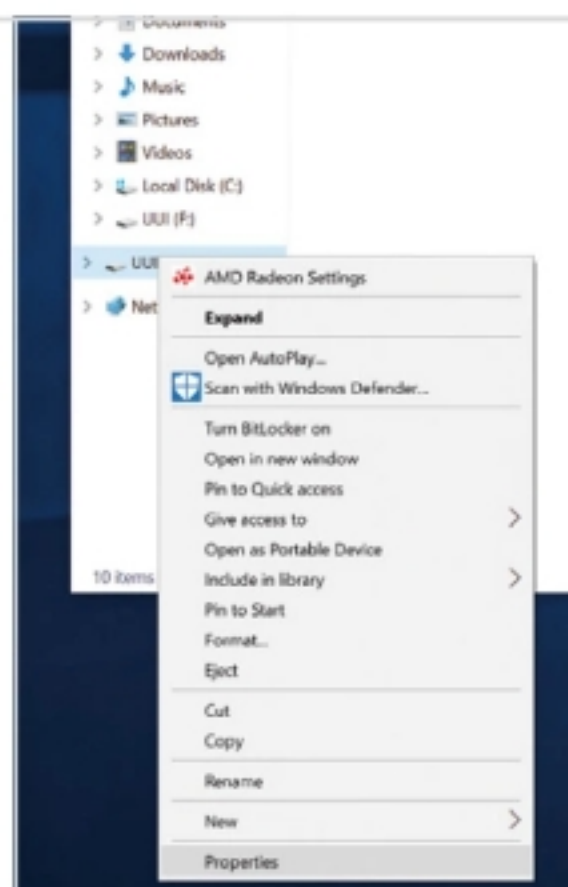 Documents
Downloads
Music
Pictures
Videos
Local Disk (C:)
UUI (F:)
UUI
Net
AMD Radeon Settings
Expand
Open AutoPlay...
Scan with Windows Defender...
Turn BitLocker on
Open in new window
Pin to Quick access
Give access to
Open as Portable Device
Include in library
10 items
Pin to Start
Format...
Eject
Cut
Copy
Rename
New
Properties